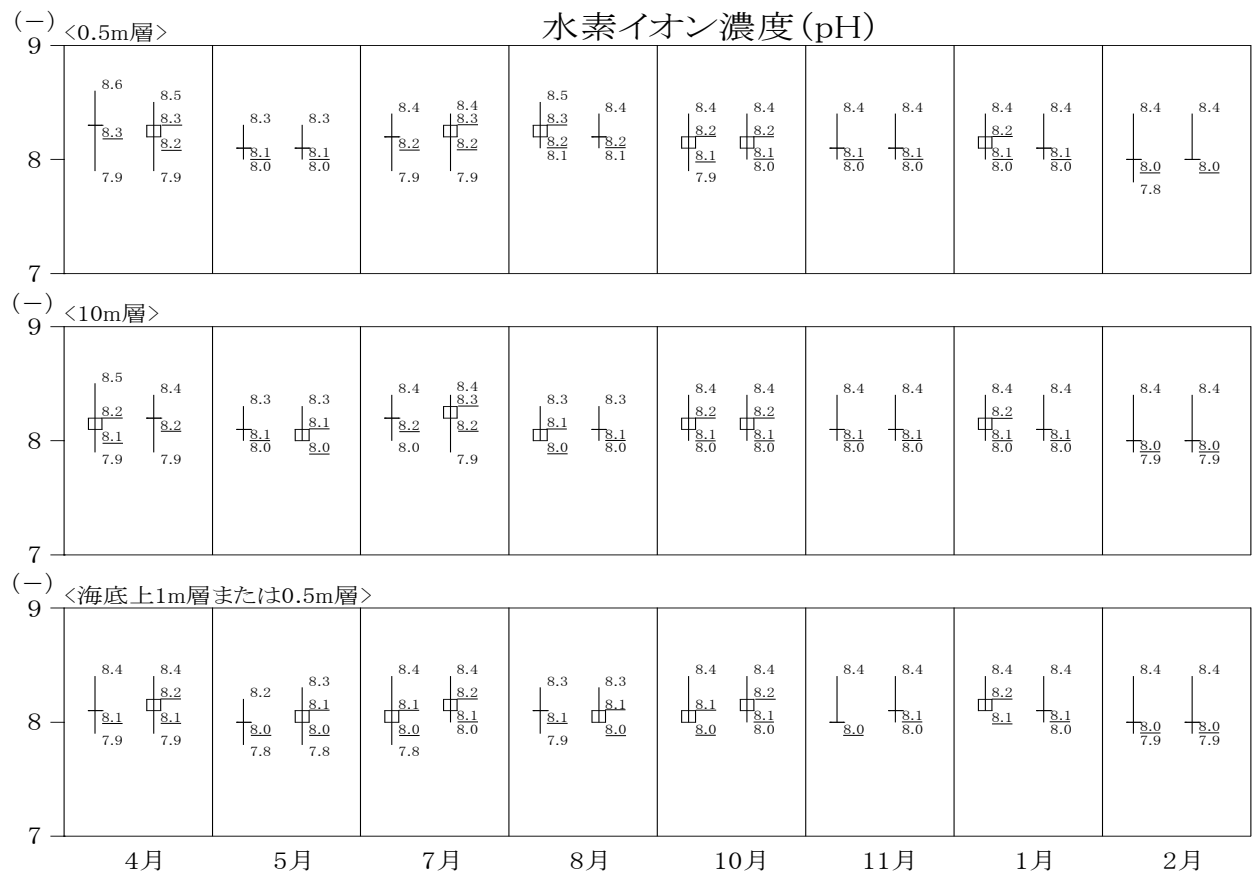 水素イオン濃度(pH)
(－) <0.5m層>
9
8.6 8.5 8.3 8.3 8.4 8.4 8.5 8.4 8.4 8.4 8.4 8.4 8.4 8.4 8.4 8.4
8.3 8.3 8.3 8.2 8.2 8.2
8.3 8.2 8.1 8.1 8.2 8.2 8.2 8.2 8.1 8.1 8.1 8.1 8.1 8.1 8.0 8.0
8
7.9 7.9 8.0 8.0 7.9 7.9 8.1 8.1 7.9 8.0 8.0 8.0 8.0 8.0 7.8
7
(－) <10m層>
9
8.5 8.4 8.3 8.3 8.4 8.4 8.3 8.3 8.4 8.4 8.4 8.4 8.4 8.4 8.4 8.4
8.2 8.1 8.3 8.1 8.2 8.2 8.2
8.1 8.2 8.1 8.0 8.2 8.2 8.0 8.1 8.1 8.1 8.1 8.1 8.1 8.1 8.0 8.0
8
7.9 7.9 8.0 8.0 7.9 8.0 8.0 8.0 8.0 8.0 8.0 8.0 7.9 7.9
7
(－) <海底上1m層または0.5m層>
9
8.4 8.4 8.2 8.3 8.4 8.4 8.3 8.3 8.4 8.4 8.4 8.4 8.4 8.4 8.4 8.4
8.2 8.1 8.1 8.2 8.1 8.1 8.2 8.2
8.1 8.1 8.0 8.0 8.0 8.1 8.1 8.0 8.0 8.1 8.0 8.1 8.1 8.1 8.0 8.0
8
7.9 7.9 7.8 7.8 7.8 8.0 7.9 8.0 8.0 8.0 7.9 7.9
7
4月 5月 7月 8月 10月 11月 1月 2月